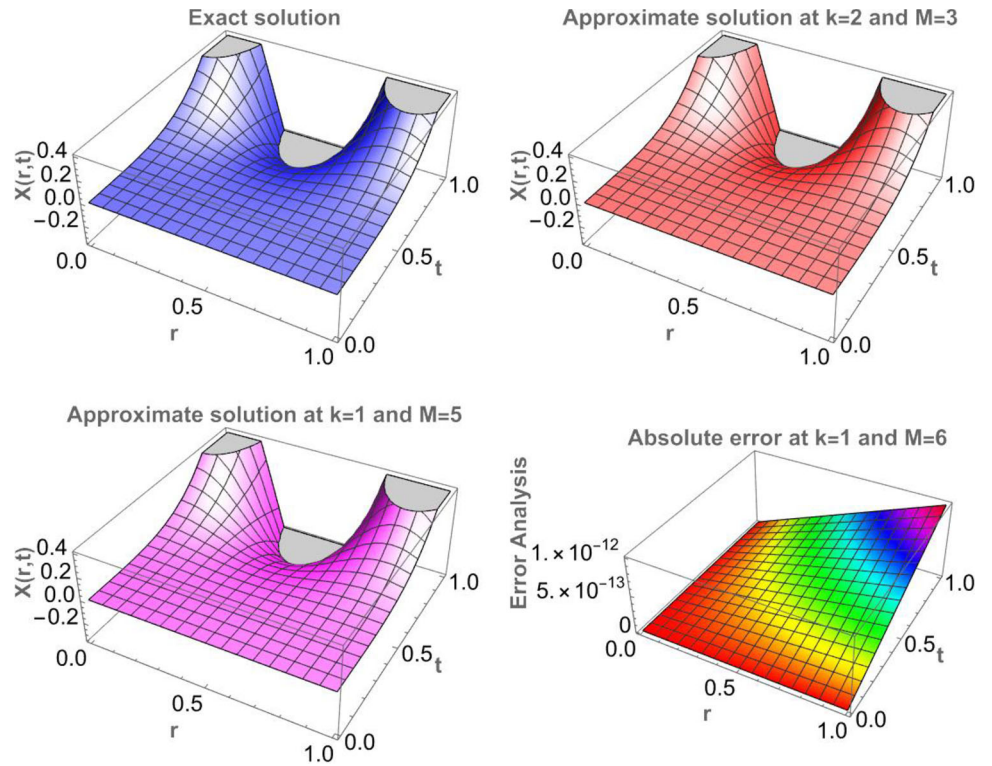 Exact solution
X(r,t)
0.4
0.2
0.0
−0.2
0.0
0.5
1.0
r
0.0
0.5
1.0
t
Approximate solution at k=2 and M=3
X(r,t)
0.4
0.2
0.0
−0.2
0.0
0.5
1.0
r
0.0
0.5
1.0
t
Approximate solution at k=1 and M=5
X(r,t)
0.4
0.2
0.0
−0.2
0.0
0.5
1.0
r
0.0
0.5
1.0
t
Absolute error at k=1 and M=6
Error Analysis
1.×10⁻¹²
5.×10⁻¹³
0
0.0
0.5
1.0
r
0.0
0.5
1.0
t